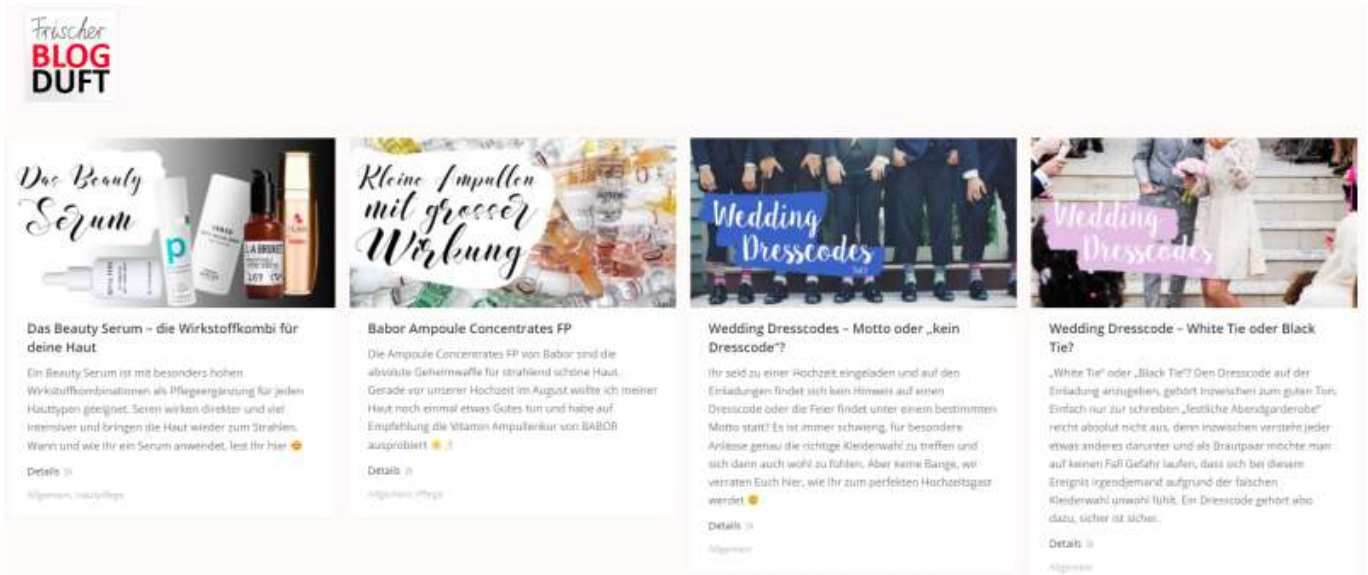 Frischer
BLOG
DUFT
Das Beauty
Serum
Kleine Ampullen
mit grosser
Wirkung
Wedding
Dresscodes
Wedding
Dresscodes
Das Beauty Serum – die Wirkstoffkombi für
deine Haut
Ein Beauty Serum ist mit besonders hohen
Wirkstoffkombinationen als Pflegeergänzung für jeden
Hauttypen geeignet. Seren wirken direkter und viel
intensiver und bringen die Haut wieder zum Strahlen.
Wann und wie ihr ein Serum anwendet, lest ihr hier 😊
Details
Allgemein, Hautpflege
Babor Ampoule Concentrates FP
Die Ampoule Concentrates FP von Babor sind die
absolute Geheimwaffe für strahlend schöne Haut.
Gerade vor unserer Hochzeit im August wollte ich meiner
Haut noch einmal etwas Gutes tun und habe auf
Empfehlung die Vitamin Ampullenkur von BABOR
ausprobiert
Details
Allgemein, Pflege
Wedding Dresscodes – Motto oder „kein
Dresscode"?
Ihr seid zu einer Hochzeit eingeladen und auf den
Einladungen findet sich kein Hinweis auf einen
Dresscode oder die Feier findet unter einem bestimmten
Motto statt? Es ist immer schwierig, für besondere
Anlässe genau die richtige Kleiderwahl zu treffen und
sich dann auch wohl zu fühlen. Aber keine Bange, wir
verraten Euch hier, wie Ihr zum perfekten Hochzeitsgast
werdet
Details
Allgemein
Wedding Dresscode – White Tie oder Black
Tie?
„White Tie" oder „Black Tie"? Den Dresscode auf der
Einladung anzugeben, gehört inzwischen zum guten Ton.
Einfach nur zur schreiben „festliche Abendgarderobe"
reicht absolut nicht aus, denn inzwischen versteht jeder
etwas anderes darunter und als Brautpaar möchte man
auf keinen Fall Gefahr laufen, dass sich bei diesem
Ereignis irgendjemand aufgrund der falschen
Kleiderwahl unwohl fühlt. Ein Dresscode gehört also
dazu, sicher ist sicher..
Details
Allgemein